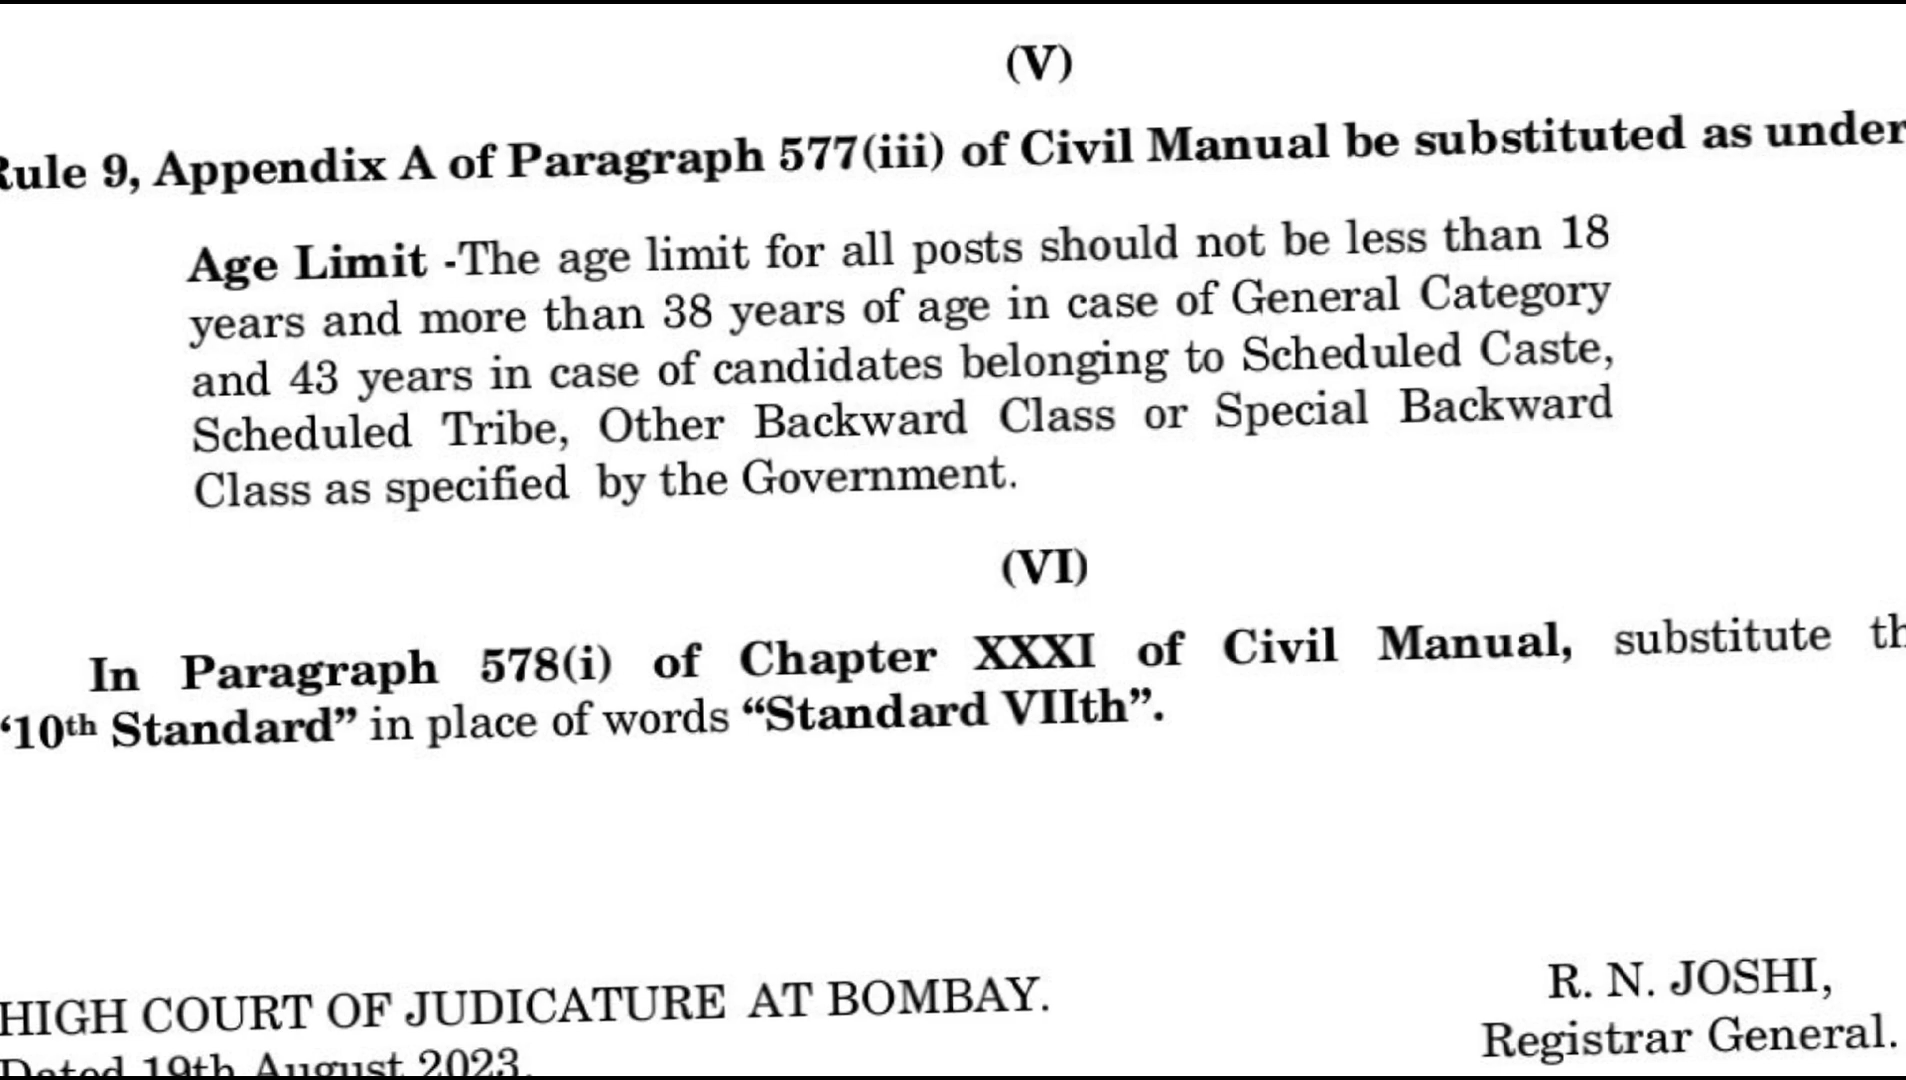 (V)
Rule 9, Appendix A of Paragraph 577(iii) of Civil Manual be substituted as under
Age Limit -The age limit for all posts should not be less than 18
years and more than 38 years of age in case of General Category
and 43 years in case of candidates belonging to Scheduled Caste,
Scheduled Tribe, Other Backward Class or Special Backward
Class as specified by the Government.
(VI)
In Paragraph 578(i) of Chapter XXXI of Civil Manual, substitute th
‘10th Standard” in place of words “Standard VIIth”.
HIGH COURT OF JUDICATURE AT BOMBAY.
R. N. JOSHI,
Registrar General.
Dated 19th August 2023.